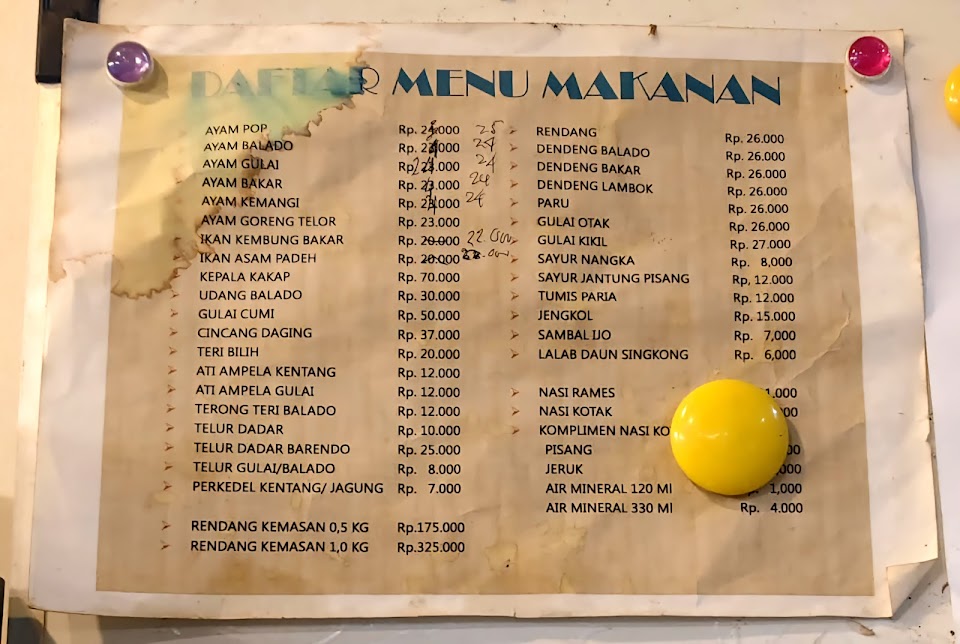 DAFTAR MENU MAKANAN
AYAM POP Rp. 24.000 25
AYAM BALADO Rp. 23.000 24
AYAM GULAI Rp. 23.000 24
AYAM BAKAR Rp. 23.000 24
AYAM KEMANGI Rp. 23.000 24
AYAM GORENG TELOR Rp. 23.000
IKAN KEMBUNG BAKAR Rp. 20.000 22.000
IKAN ASAM PADEH Rp. 20.000 22.000
KEPALA KAKAP Rp. 70.000
UDANG BALADO Rp. 30.000
GULAI CUMI Rp. 50.000
CINCANG DAGING Rp. 37.000
TERI BILIH Rp. 20.000
ATI AMPELA KENTANG Rp. 12.000
ATI AMPELA GULAI Rp. 12.000
TERONG TERI BALADO Rp. 12.000
TELUR DADAR Rp. 10.000
TELUR DADAR BARENDO Rp. 25.000
TELUR GULAI/BALADO Rp. 8.000
PERKEDEL KENTANG/ JAGUNG Rp. 7.000
RENDANG KEMASAN 0,5 KG Rp.175.000
RENDANG KEMASAN 1,0 KG Rp.325.000
RENDANG Rp. 26.000
DENDENG BALADO Rp. 26.000
DENDENG BAKAR Rp. 26.000
DENDENG LAMBOK Rp. 26.000
PARU Rp. 26.000
GULAI OTAK Rp. 26.000
GULAI KIKIL Rp. 27.000
SAYUR NANGKA Rp. 8,000
SAYUR JANTUNG PISANG Rp, 12.000
TUMIS PARIA Rp. 12.000
JENGKOL Rp. 15.000
SAMBAL IJO Rp. 7,000
LALAB DAUN SINGKONG Rp. 6,000
NASI RAMES
NASI KOTAK
KOMPLIMEN NASI
PISANG
JERUK
AIR MINERAL 120 Ml 1,000
AIR MINERAL 330 Ml Rp. 4.000